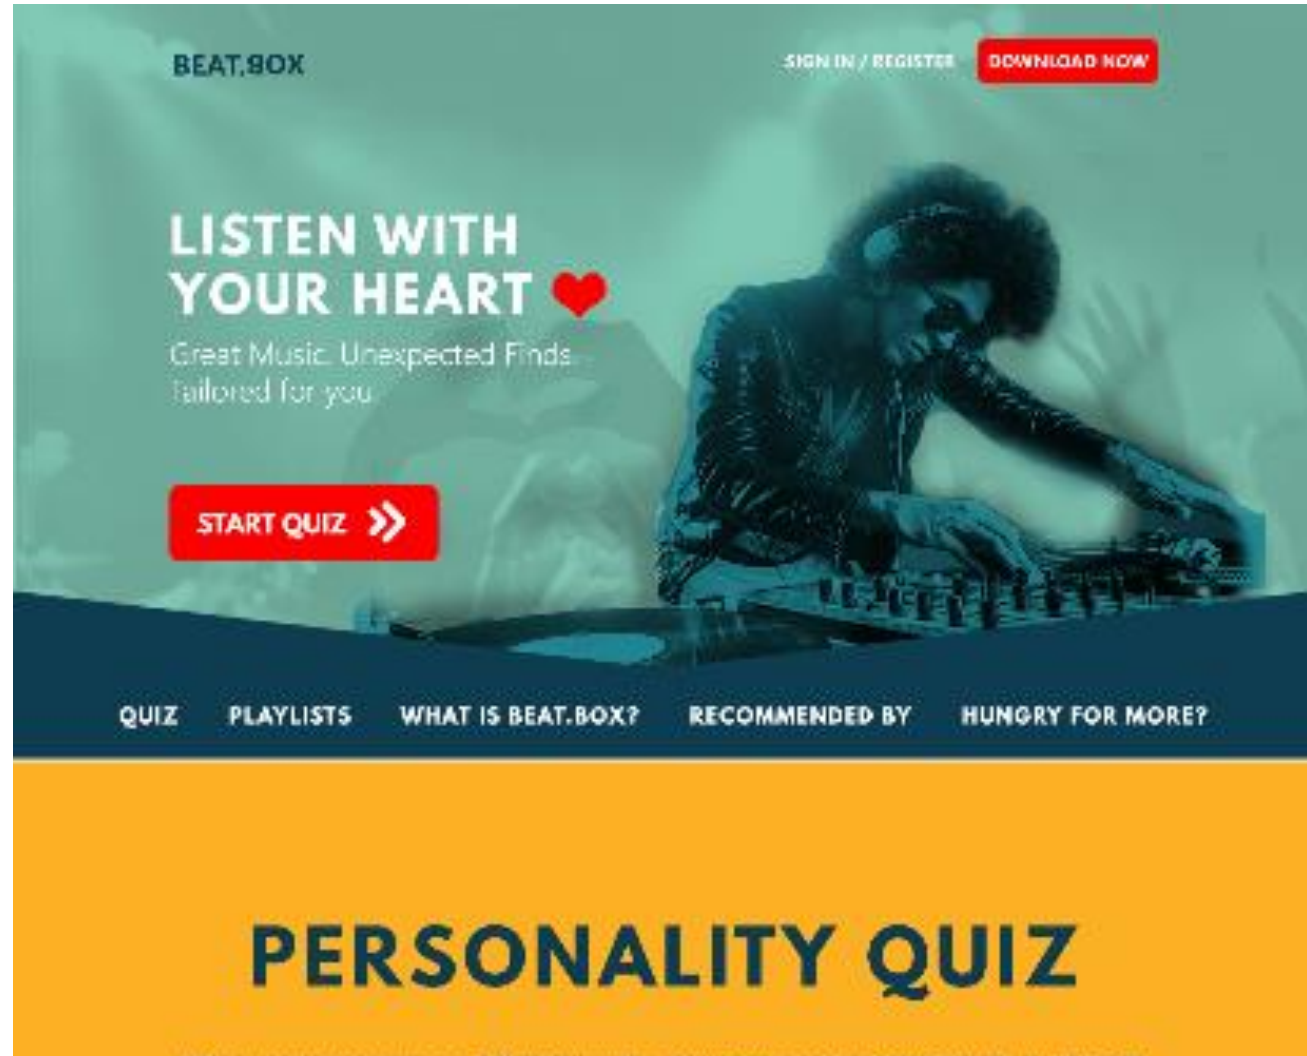 BEAT.BOX
SIGN IN / REGISTER
DOWNLOAD NOW
LISTEN WITH
YOUR HEART
Great Music. Unexpected Finds.
Tailored for you
START QUIZ
QUIZ
PLAYLISTS
WHAT IS BEAT.BOX?
RECOMMENDED BY
HUNGRY FOR MORE?
PERSONALITY QUIZ